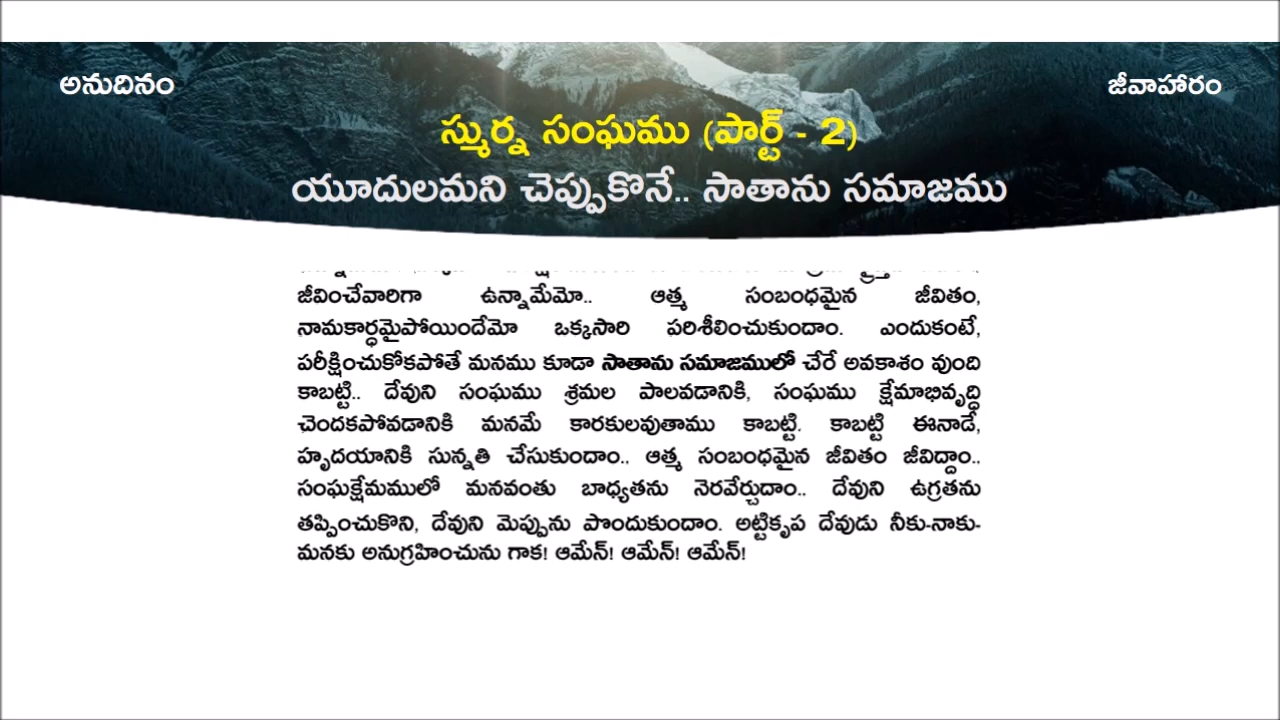 అనుదినం
జీవాహారం
స్ముర్న సంఘము (పార్ట్ - 2)
యూదులమని చెప్పుకొనే.. సాతాను సమాజము
జీవించేవారిగా ఉన్నామేమో.. ఆత్మ సంబంధమైన జీవితం,
నామకార్ధమైపోయిందేమో ఒక్కసారి పరిశీలించుకుందాం. ఎందుకంటే,
పరీక్షించుకోకపోతే మనము కూడా సాతాను సమాజములో చేరే అవకాశం వుంది
కాబట్టి.. దేవుని సంఘము శ్రమల పాలవడానికి, సంఘము క్షేమాభివృద్ధి
చెందకపోవడానికి మనమే కారకులవుతాము కాబట్టి. కాబట్టి ఈనాడే,
హృదయానికి సున్నతి చేసుకుందాం.. ఆత్మ సంబంధమైన జీవితం జీవిద్దాం..
సంఘక్షేమములో మనవంతు బాధ్యతను నెరవేర్చుదాం.. దేవుని ఉగ్రతను
తప్పించుకొని, దేవుని మెప్పును పొందుకుందాం. అట్టికృప దేవుడు నీకు-నాకు-
మనకు అనుగ్రహించును గాక! ఆమేన్! ఆమేన్! ఆమేన్!